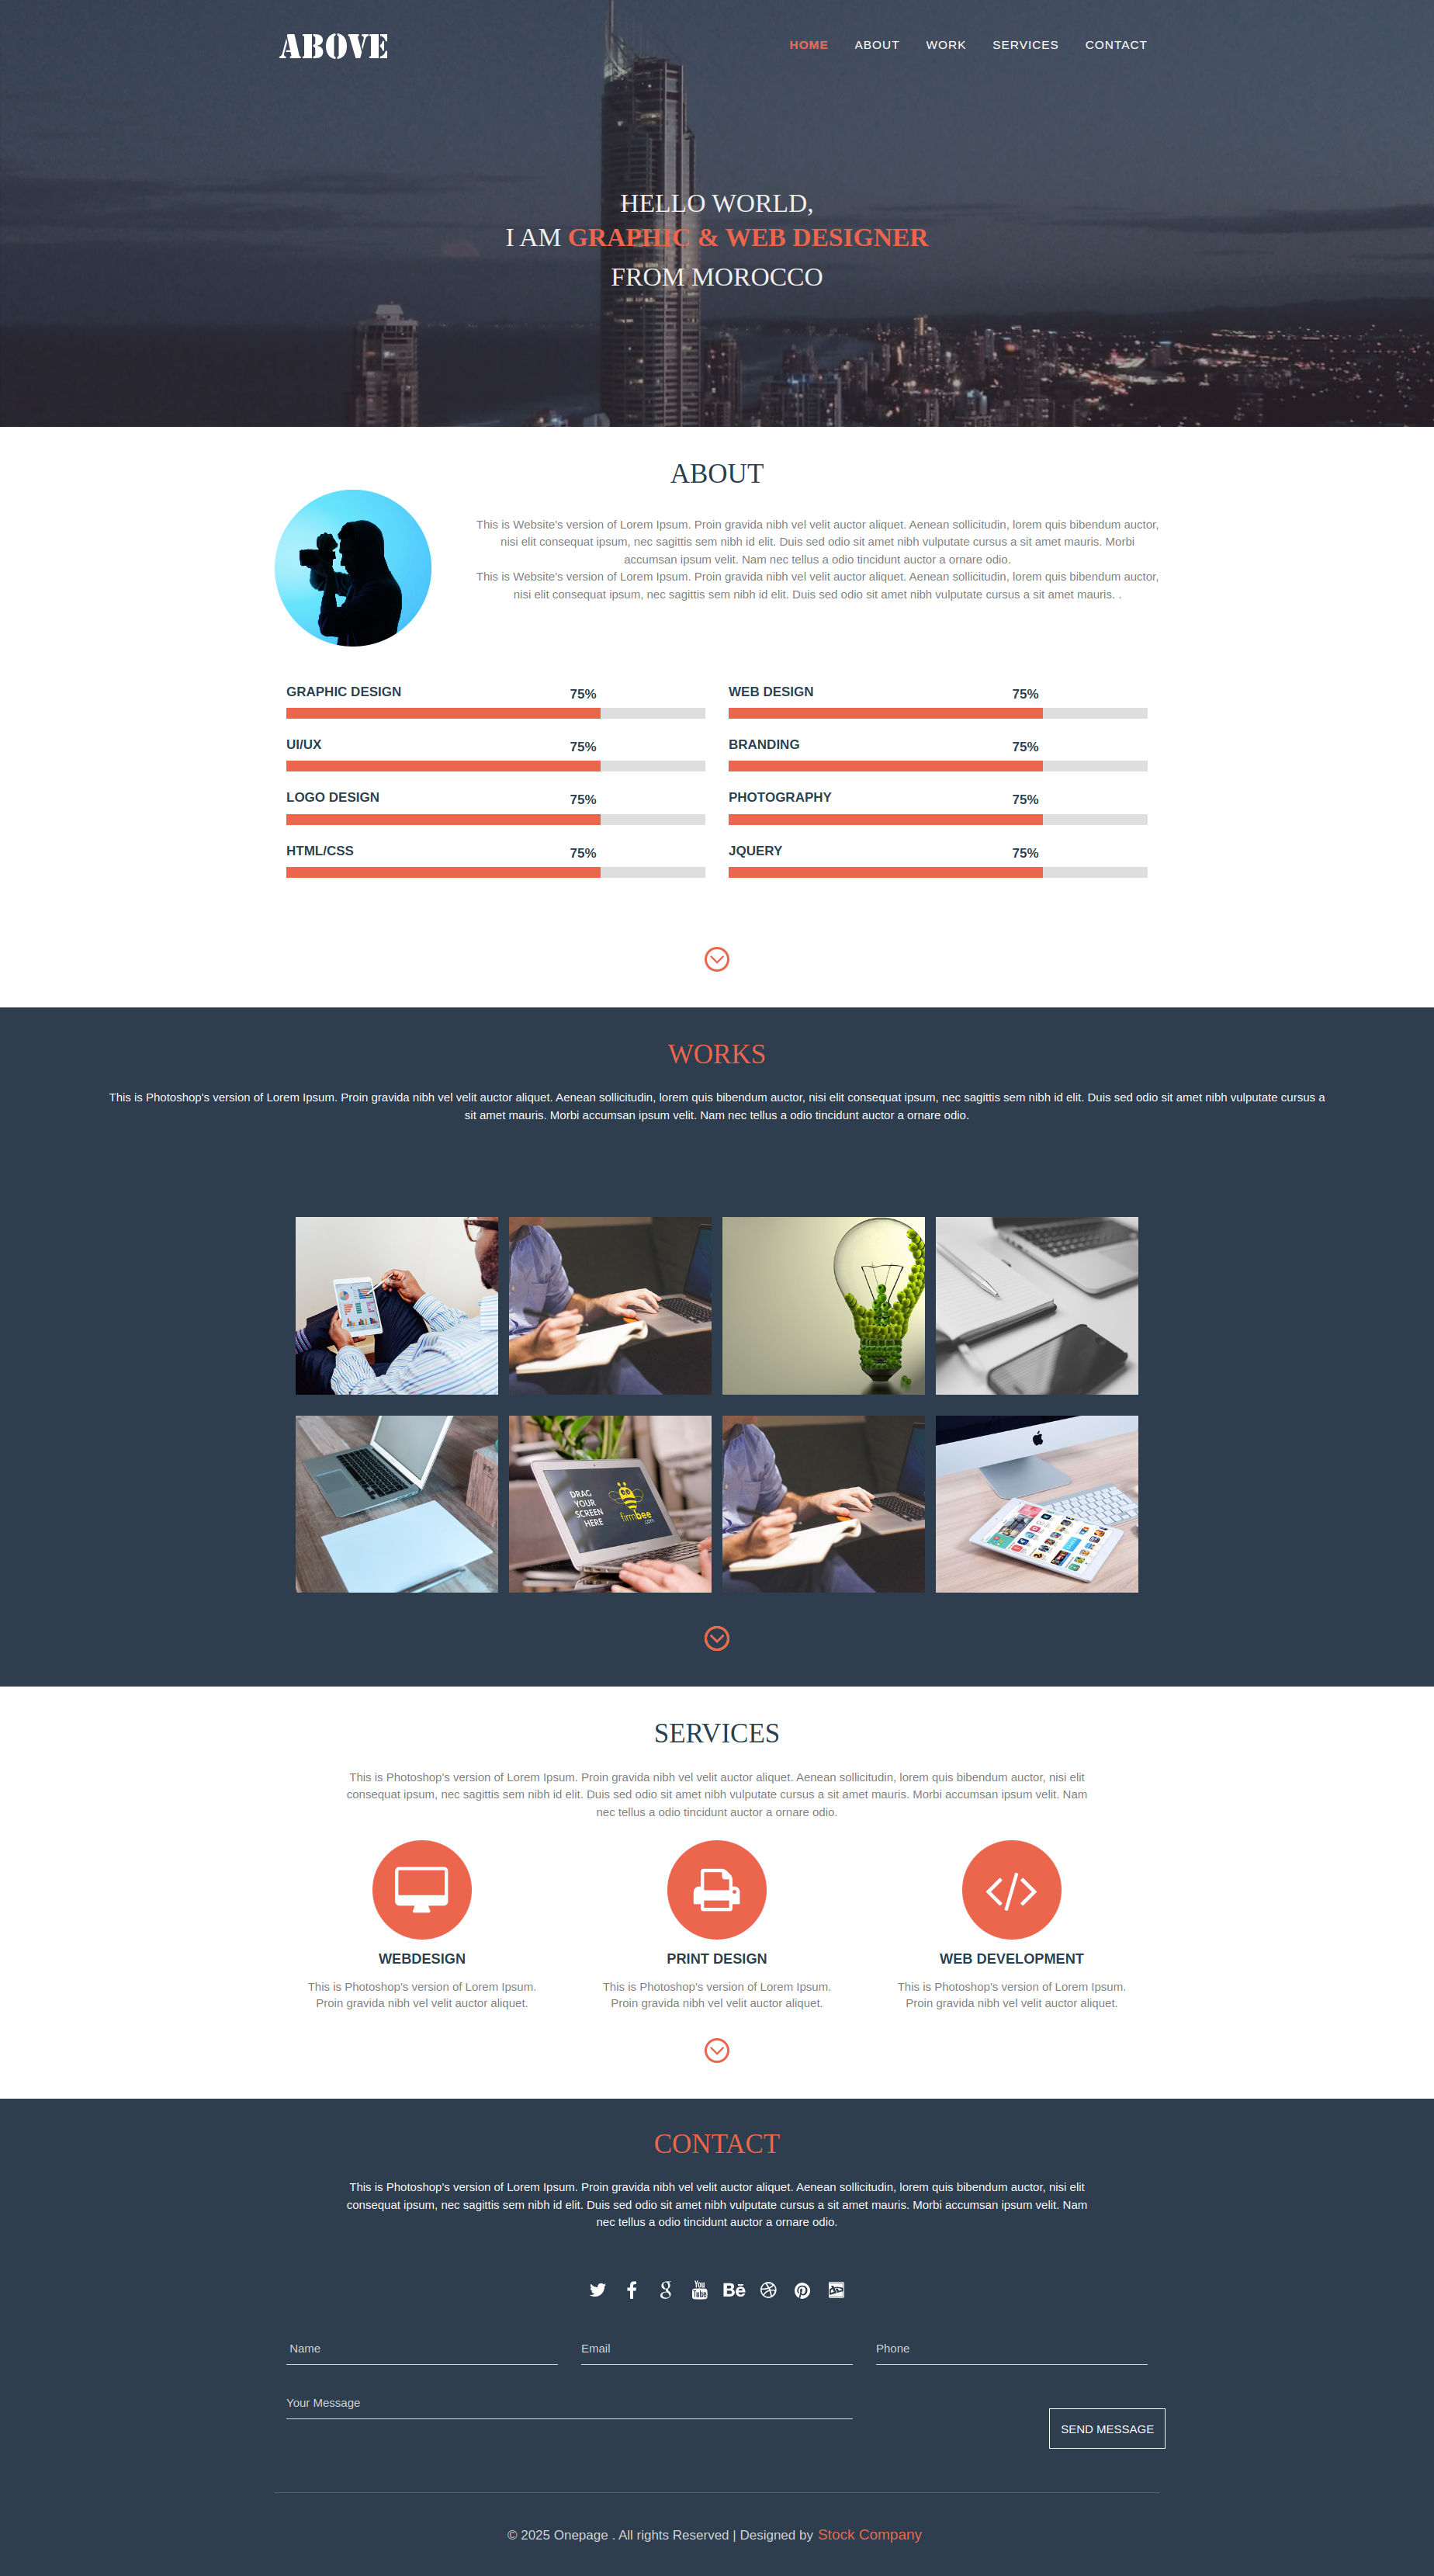 ABOVE
HOME ABOUT WORK SERVICES CONTACT
HELLO WORLD,
I AM GRAPHIC & WEB DESIGNER
FROM MOROCCO
ABOUT
This is Website's version of Lorem Ipsum. Proin gravida nibh vel velit auctor aliquet. Aenean sollicitudin, lorem quis bibendum auctor,
nisi elit consequat ipsum, nec sagittis sem nibh id elit. Duis sed odio sit amet nibh vulputate cursus a sit amet mauris. Morbi
accumsan ipsum velit. Nam nec tellus a odio tincidunt auctor a ornare odio.
This is Website's version of Lorem Ipsum. Proin gravida nibh vel velit auctor aliquet. Aenean sollicitudin, lorem quis bibendum auctor,
nisi elit consequat ipsum, nec sagittis sem nibh id elit. Duis sed odio sit amet nibh vulputate cursus a sit amet mauris. .
GRAPHIC DESIGN 75%
WEB DESIGN 75%
UI/UX 75%
BRANDING 75%
LOGO DESIGN 75%
PHOTOGRAPHY 75%
HTML/CSS 75%
JQUERY 75%
WORKS
This is Photoshop's version of Lorem Ipsum. Proin gravida nibh vel velit auctor aliquet. Aenean sollicitudin, lorem quis bibendum auctor, nisi elit consequat ipsum, nec sagittis sem nibh id elit. Duis sed odio sit amet nibh vulputate cursus a
sit amet mauris. Morbi accumsan ipsum velit. Nam nec tellus a odio tincidunt auctor a ornare odio.
DRAG
YOUR
SCREEN
HERE
firmbee
.com
SERVICES
This is Photoshop's version of Lorem Ipsum. Proin gravida nibh vel velit auctor aliquet. Aenean sollicitudin, lorem quis bibendum auctor, nisi elit
consequat ipsum, nec sagittis sem nibh id elit. Duis sed odio sit amet nibh vulputate cursus a sit amet mauris. Morbi accumsan ipsum velit. Nam
nec tellus a odio tincidunt auctor a ornare odio.
WEBDESIGN
This is Photoshop's version of Lorem Ipsum.
Proin gravida nibh vel velit auctor aliquet.
PRINT DESIGN
This is Photoshop's version of Lorem Ipsum.
Proin gravida nibh vel velit auctor aliquet.
WEB DEVELOPMENT
This is Photoshop's version of Lorem Ipsum.
Proin gravida nibh vel velit auctor aliquet.
CONTACT
This is Photoshop's version of Lorem Ipsum. Proin gravida nibh vel velit auctor aliquet. Aenean sollicitudin, lorem quis bibendum auctor, nisi elit
consequat ipsum, nec sagittis sem nibh id elit. Duis sed odio sit amet nibh vulputate cursus a sit amet mauris. Morbi accumsan ipsum velit. Nam
nec tellus a odio tincidunt auctor a ornare odio.
You
Tube
Bē
Name
Email
Phone
Your Message
SEND MESSAGE
© 2025 Onepage . All rights Reserved | Designed by Stock Company